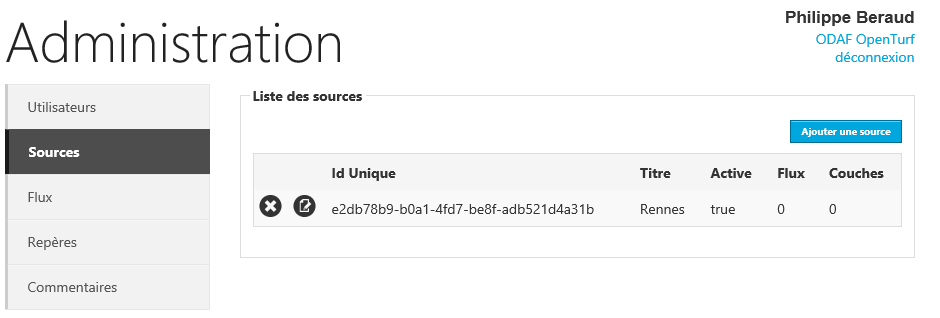 Administration
Philippe Beraud
ODAF OpenTurf
déconnexion
Utilisateurs
Sources
Flux
Repères
Commentaires
Liste des sources
Ajouter une source
Id Unique Titre Active Flux Couches
e2db78b9-b0a1-4fd7-be8f-adb521d4a31b Rennes true 0 0